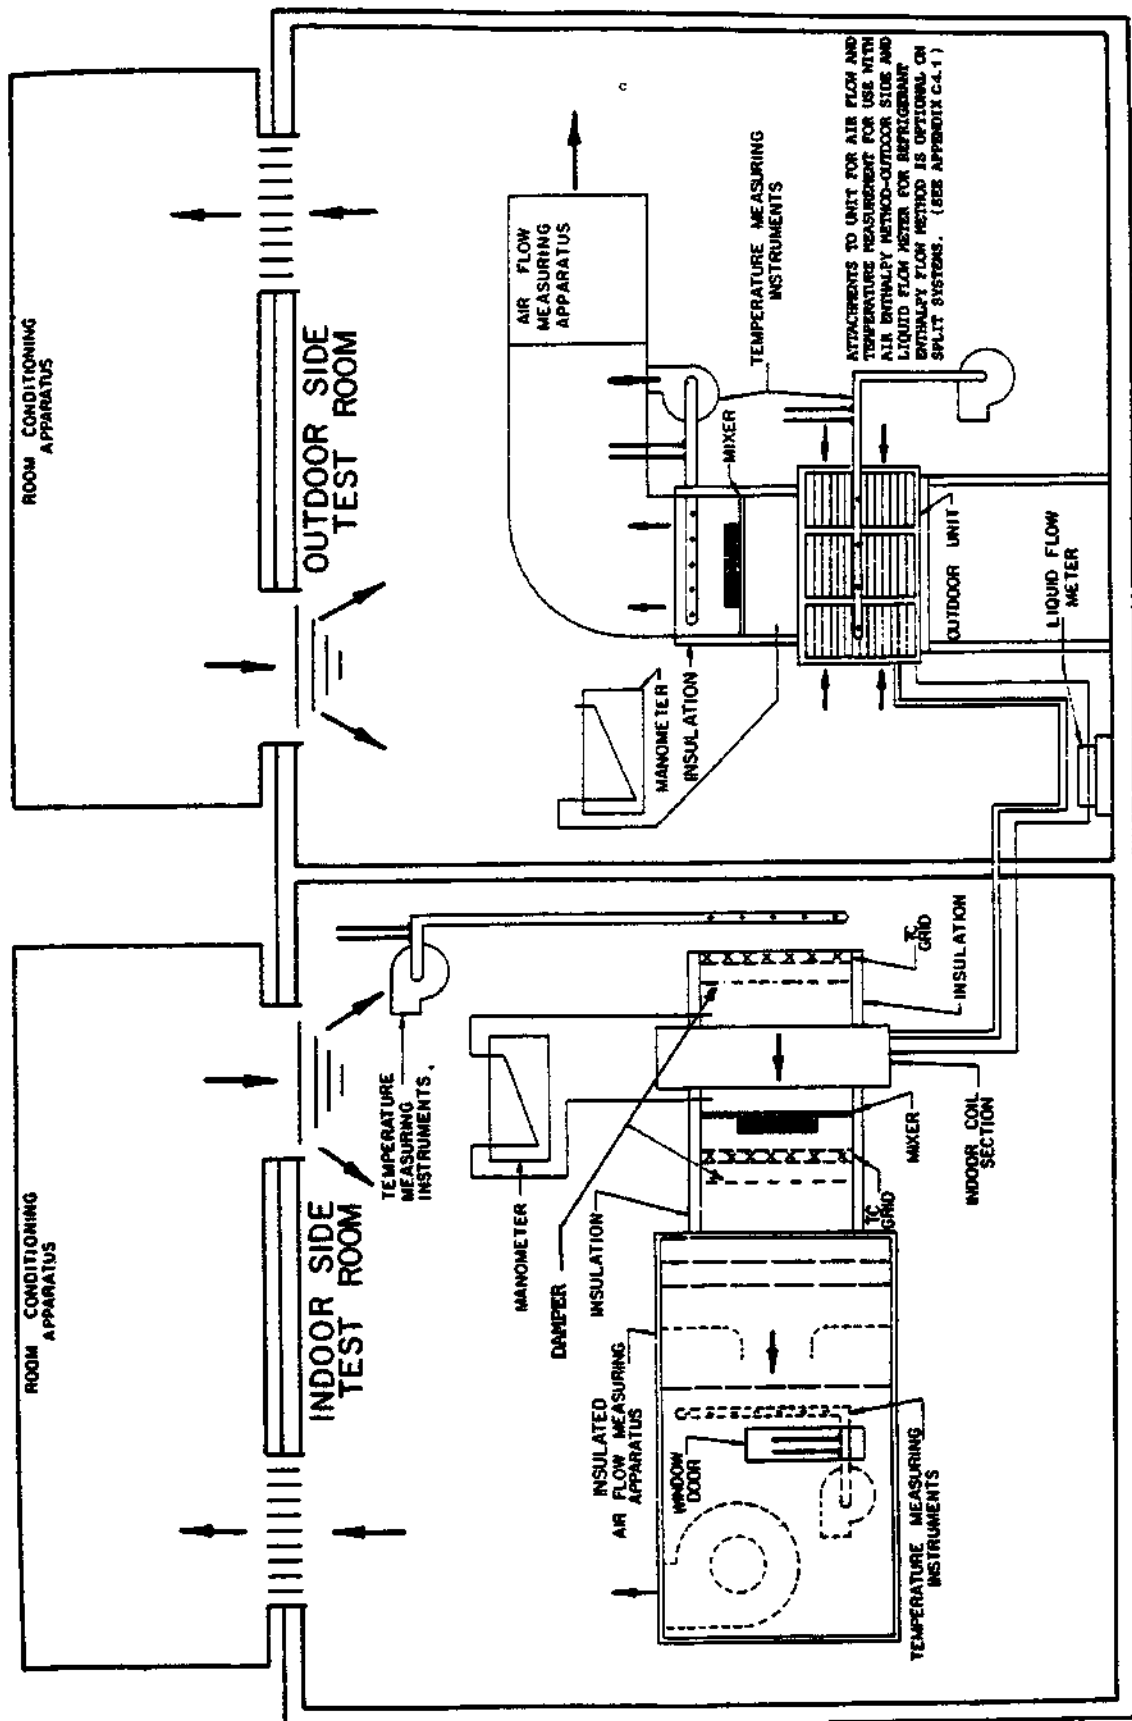 ROOM CONDITIONING
APPARATUS
ROOM CONDITIONING
APPARATUS
INDOOR SIDE
TEST ROOM
OUTDOOR SIDE
TEST ROOM
TEMPERATURE
MEASURING
INSTRUMENTS.
MANOMETER
DAMPER
INSULATION
INSULATED
AIR FLOW MEASURING
APPARATUS
WINDOW
DOOR
TC
GRID
MIXER
TC
GRID
INSULATION
INDOOR COIL
SECTION
TEMPERATURE MEASURING
INSTRUMENTS
AIR FLOW
MEASURING
APPARATUS
C
MANOMETER
INSULATION
MIXER
TEMPERATURE MEASURING
INSTRUMENTS
ATTACHMENTS TO UNIT FOR AIR FLOW AND
TEMPERATURE MEASUREMENT FOR USE WITH
AIR ENTHALPY METHOD-OUTDOOR SIDE AND
LIQUID FLOW METER FOR REFRIGERANT
ENTHALPY FLOW METHOD IS OPTIONAL ON
SPLIT SYSTEMS. (SEE APPENDIX C4.1)
OUTDOOR UNIT
LIQUID FLOW
METER